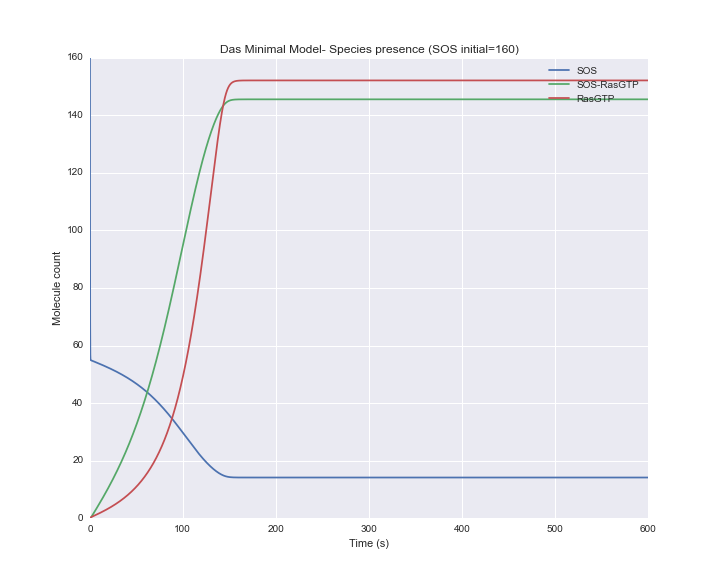 Das Minimal Model- Species presence (SOS initial=160)
160
140
120
100
80
60
40
20
0
Molecule count
SOS
SOS-RasGTP
RasGTP
0 100 200 300 400 500 600
Time (s)